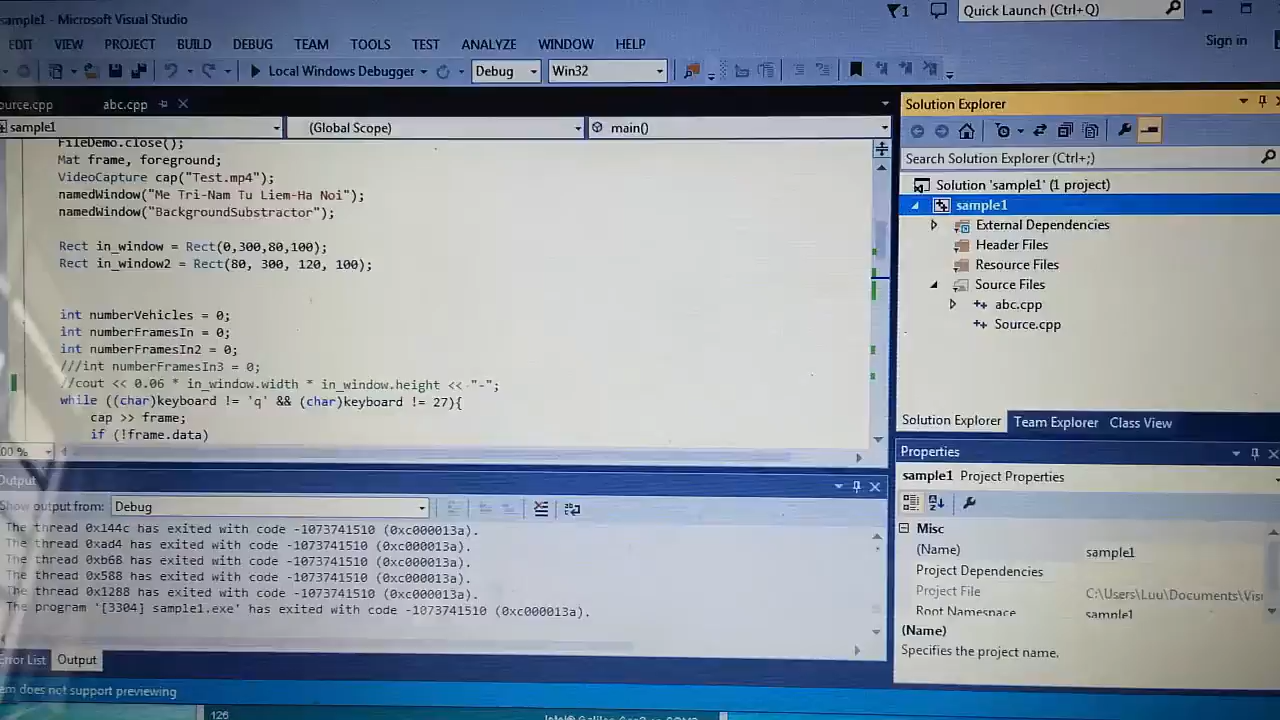 sample1 - Microsoft Visual Studio
1
Quick Launch (Ctrl+Q)
EDIT VIEW PROJECT BUILD DEBUG TEAM TOOLS TEST ANALYZE WINDOW HELP
Sign in
Local Windows Debugger
Debug
Win32
ource.cpp
abc.cpp
sample1
(Global Scope)
main()
FileDemo.close();
Mat frame, foreground;
VideoCapture cap("Test.mp4");
namedWindow("Me Tri-Nam Tu Liem-Ha Noi");
namedWindow("BackgroundSubstractor");
Rect in_window = Rect(0,300,80,100);
Rect in_window2 = Rect(80, 300, 120, 100);
int numberVehicles = 0;
int numberFramesIn = 0;
int numberFramesIn2 = 0;
///int numberFramesIn3 = 0;
//cout << 0.06 * in_window.width * in_window.height << "-";
while ((char)keyboard != 'q' && (char)keyboard != 27){
cap >> frame;
if (!frame.data)
00 %
Output
Show output from: Debug
The thread 0x144c has exited with code -1073741510 (0xc000013a).
The thread 0xad4 has exited with code -1073741510 (0xc000013a).
The thread 0xb68 has exited with code -1073741510 (0xc000013a).
The thread 0x588 has exited with code -1073741510 (0xc000013a).
The thread 0x1288 has exited with code -1073741510 (0xc000013a).
The program '[3304] sample1.exe' has exited with code -1073741510 (0xc000013a).
Error List Output
em does not support previewing
126
Solution Explorer
Search Solution Explorer (Ctrl+;)
Solution 'sample1' (1 project)
sample1
External Dependencies
Header Files
Resource Files
Source Files
abc.cpp
Source.cpp
Solution Explorer Team Explorer Class View
Properties
sample1 Project Properties
Misc
(Name) sample1
Project Dependencies
Project File C:\Users\Luu\Documents\Vis
Root Namespace sample1
(Name)
Specifies the project name.